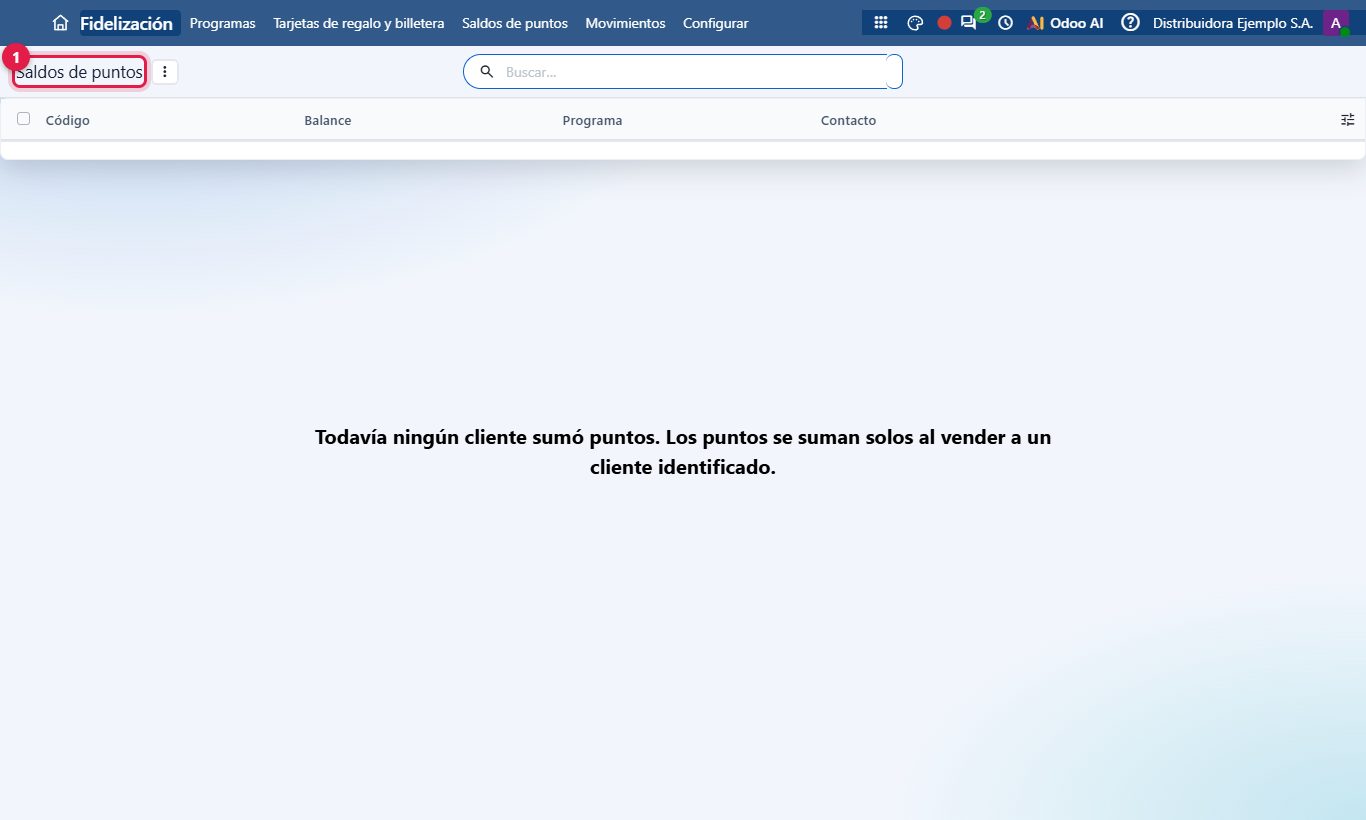 Fidelización Programas Tarjetas de regalo y billetera Saldos de puntos Movimientos Configurar 2 Odoo AI Distribuidora Ejemplo S.A. A
1
Saldos de puntos Buscar...
Código Balance Programa Contacto
Todavía ningún cliente sumó puntos. Los puntos se suman solos al vender a un
cliente identificado.